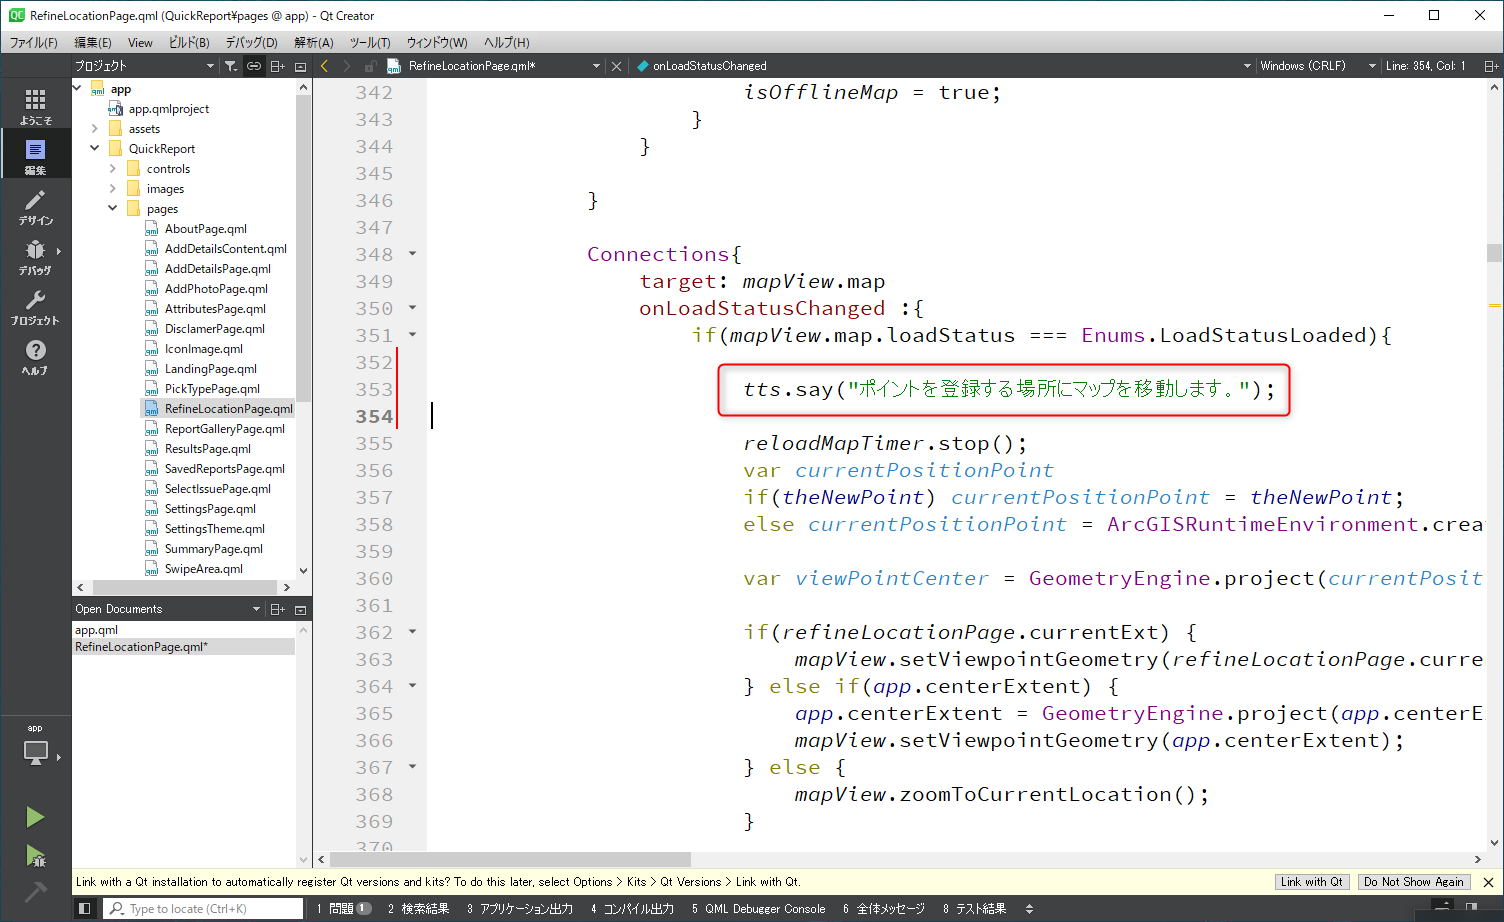 RefineLocationPage.qml (QuickReport¥pages @ app) - Qt Creator
ファイル(F) 編集(E) View ビルド(B) デバッグ(D) 解析(A) ツール(T) ウィンドウ(W) ヘルプ(H)
プロジェクト
RefineLocationPage.qml*
onLoadStatusChanged
Windows (CRLF)
Line: 354, Col: 1
ようこそ
編集
デザイン
デバッグ
プロジェクト
ヘルプ
app
app.qmlproject
assets
QuickReport
controls
images
pages
AboutPage.qml
AddDetailsContent.qml
AddDetailsPage.qml
AddPhotoPage.qml
AttributesPage.qml
DisclamerPage.qml
IconImage.qml
LandingPage.qml
PickTypePage.qml
RefineLocationPage.qml
ReportGalleryPage.qml
ResultsPage.qml
SavedReportsPage.qml
SelectIssuePage.qml
SettingsPage.qml
SettingsTheme.qml
SummaryPage.qml
SwipeArea.qml
Open Documents
app.qml
RefineLocationPage.qml*
app
342 isOfflineMap = true;
343 }
344 }
345
346 }
347
348 Connections{
349 target: mapView.map
350 onLoadStatusChanged :{
351 if(mapView.map.loadStatus === Enums.LoadStatusLoaded){
352
353 tts.say("ポイントを登録する場所にマップを移動します。");
354
355 reloadMapTimer.stop();
356 var currentPositionPoint
357 if(theNewPoint) currentPositionPoint = theNewPoint;
358 else currentPositionPoint = ArcGISRuntimeEnvironment.crea
359
360 var viewPointCenter = GeometryEngine.project(currentPosit
361
362 if(refineLocationPage.currentExt) {
363 mapView.setViewpointGeometry(refineLocationPage.curre
364 } else if(app.centerExtent) {
365 app.centerExtent = GeometryEngine.project(app.centerE
366 mapView.setViewpointGeometry(app.centerExtent);
367 } else {
368 mapView.zoomToCurrentLocation();
369 }
370
Link with a Qt installation to automatically register Qt versions and kits? To do this later, select Options > Kits > Qt Versions > Link with Qt.
Link with Qt
Do Not Show Again
Type to locate (Ctrl+K)
1 問題 1 2 検索結果 3 アプリケーション出力 4 コンパイル出力 5 QML Debugger Console 6 全体メッセージ 8 テスト結果